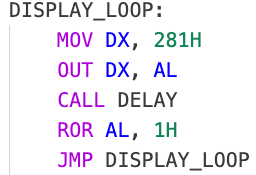 DISPLAY_LOOP:
MOV DX, 281H
OUT DX, AL
CALL DELAY
ROR AL, 1H
JMP DISPLAY_LOOP